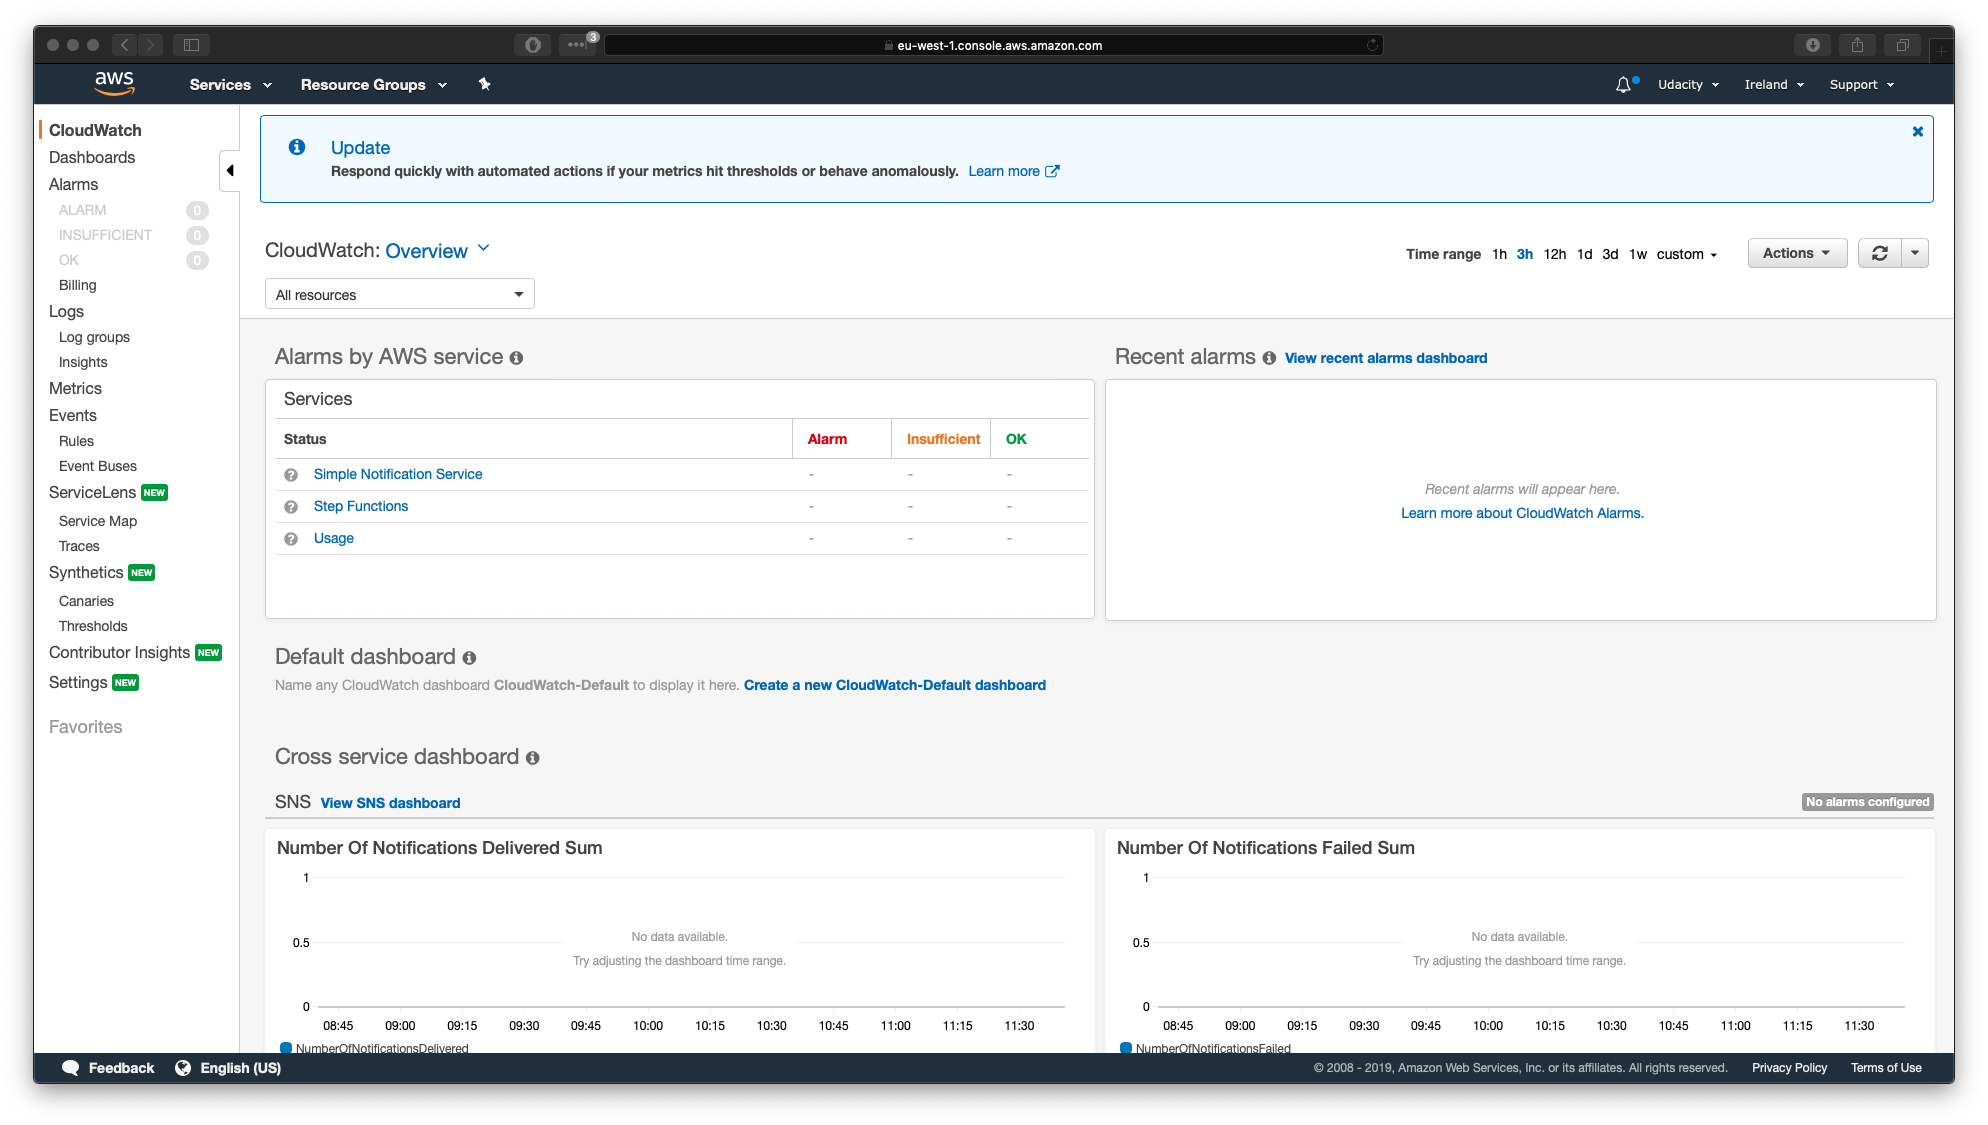 3
eu-west-1.console.aws.amazon.com
aws
Services
Resource Groups
Udacity
Ireland
Support
CloudWatch
Dashboards
Alarms
ALARM 0
INSUFFICIENT 0
OK 0
Billing
Logs
Log groups
Insights
Metrics
Events
Rules
Event Buses
ServiceLens NEW
Service Map
Traces
Synthetics NEW
Canaries
Thresholds
Contributor Insights NEW
Settings NEW
Favorites
Update
Respond quickly with automated actions if your metrics hit thresholds or behave anomalously. Learn more
CloudWatch: Overview
Time range 1h 3h 12h 1d 3d 1w custom
Actions
All resources
Alarms by AWS service
Services
Status Alarm Insufficient OK
Simple Notification Service - - -
Step Functions - - -
Usage - - -
Recent alarms View recent alarms dashboard
Recent alarms will appear here.
Learn more about CloudWatch Alarms.
Default dashboard
Name any CloudWatch dashboard CloudWatch-Default to display it here. Create a new CloudWatch-Default dashboard
Cross service dashboard
SNS View SNS dashboard
No alarms configured
Number Of Notifications Delivered Sum
1
0.5
0
No data available.
Try adjusting the dashboard time range.
08:45 09:00 09:15 09:30 09:45 10:00 10:15 10:30 10:45 11:00 11:15 11:30
NumberOfNotificationsDelivered
Number Of Notifications Failed Sum
1
0.5
0
No data available.
Try adjusting the dashboard time range.
08:45 09:00 09:15 09:30 09:45 10:00 10:15 10:30 10:45 11:00 11:15 11:30
NumberOfNotificationsFailed
Feedback
English (US)
© 2008 - 2019, Amazon Web Services, Inc. or its affiliates. All rights reserved.
Privacy Policy
Terms of Use